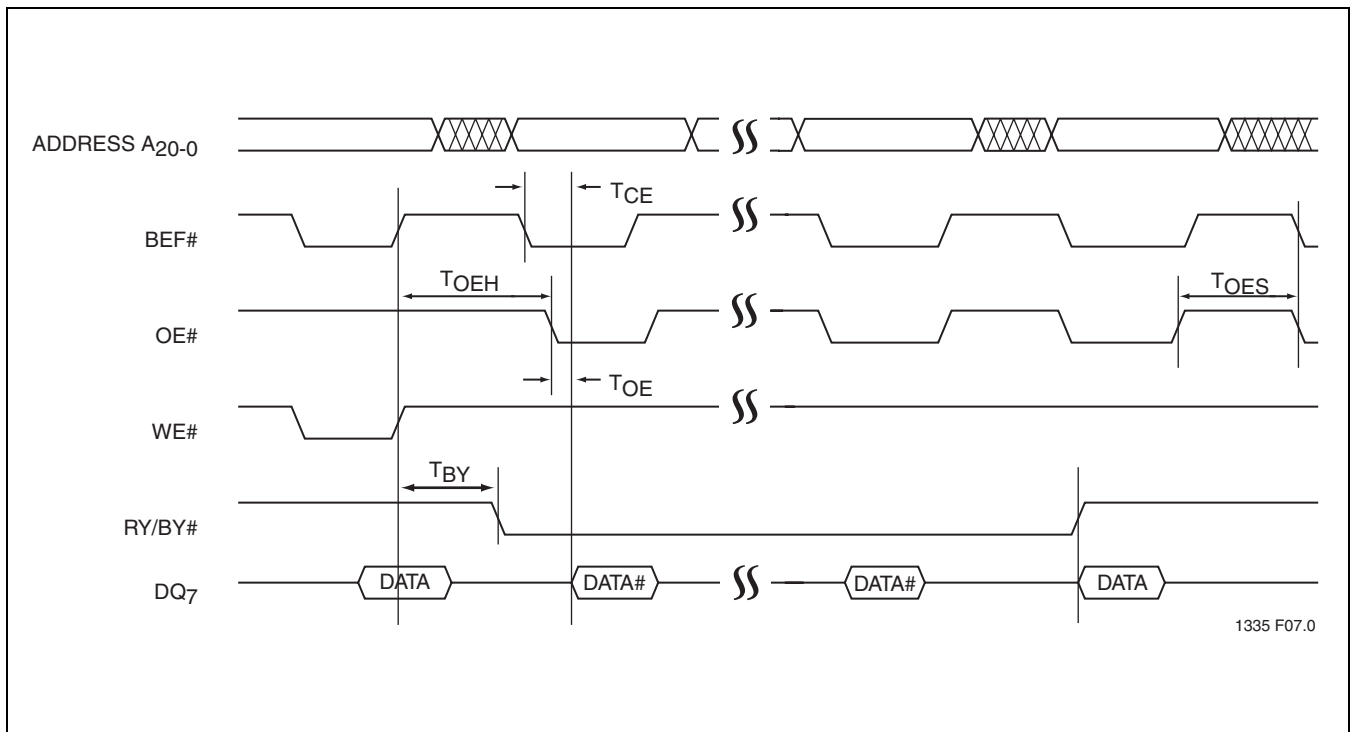 ADDRESS A20-0
TCE
BEF#
TOEH
TOES
OE#
TOE
WE#
TBY
RY/BY#
DQ7
DATA
DATA#
DATA#
DATA
1335 F07.0